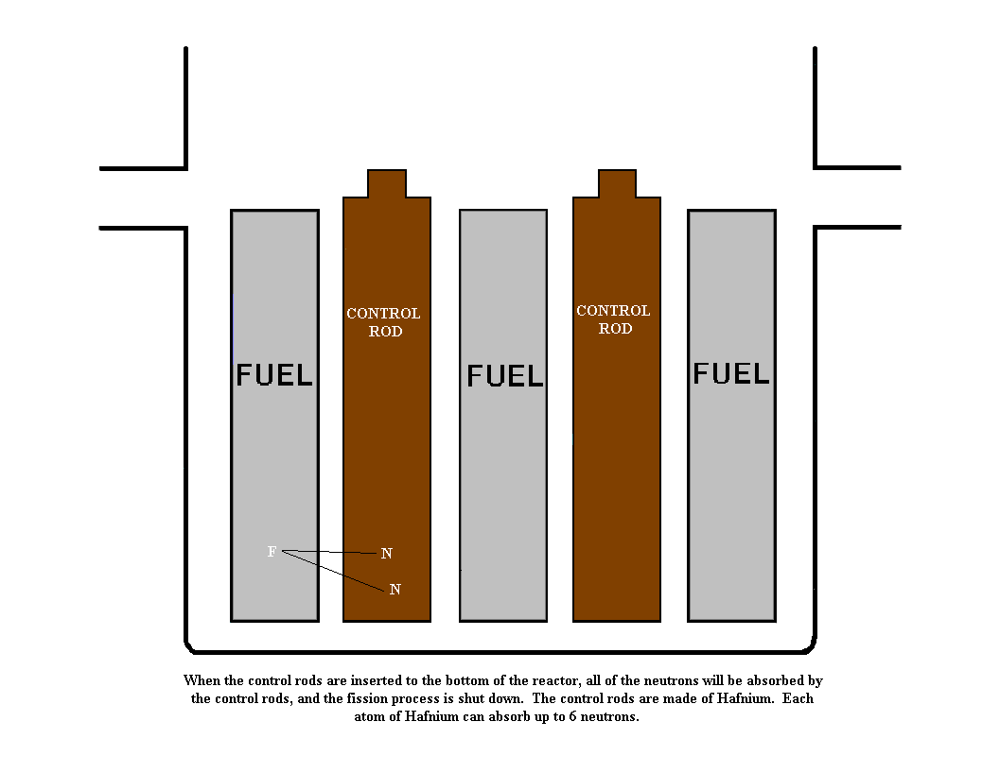 CONTROL
ROD
CONTROL
ROD
FUEL
FUEL
FUEL
F
N
N
When the control rods are inserted to the bottom of the reactor, all of the neutrons will be absorbed by
the control rods, and the fission process is shut down. The control rods are made of Hafnium. Each
atom of Hafnium can absorb up to 6 neutrons.